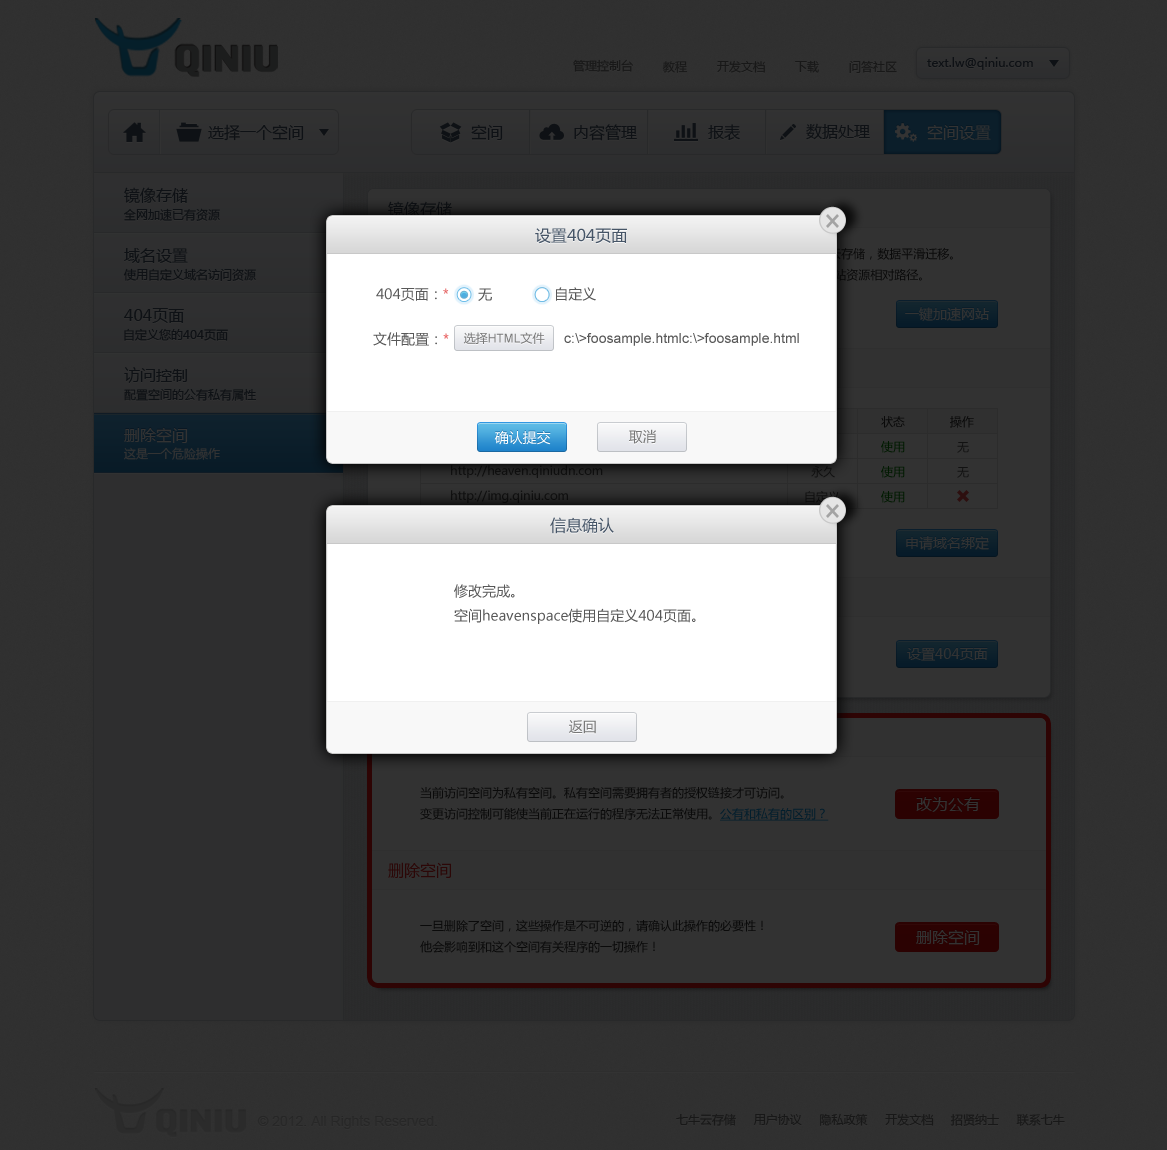 QINIU
管理控制台 教程 开发文档 下载 问答社区 text.lw@qiniu.com
选择一个空间 空间 内容管理 报表 数据处理 空间设置
镜像存储
全网加速已有资源
域名设置
使用自定义域名访问资源
404页面
自定义您的404页面
访问控制
配置空间的公有私有属性
删除空间
这是一个危险操作
镜像存储
存储，数据平滑迁移。
站资源相对路径。
一键加速网站
设置404页面
404页面：* 无 自定义
文件配置：* 选择HTML文件 c:\>foosample.htmlc:\>foosample.html
确认提交 取消
状态 操作
使用 无
http://heaven.qiniudn.com 永久 使用 无
http://img.qiniu.com 自定义 使用
申请域名绑定
信息确认
修改完成。
空间heavenspace使用自定义404页面。
返回
设置404页面
当前访问空间为私有空间。私有空间需要拥有者的授权链接才可访问。
变更访问控制可能使当前正在运行的程序无法正常使用。公有和私有的区别？
改为公有
删除空间
一旦删除了空间，这些操作是不可逆的，请确认此操作的必要性！
他会影响到和这个空间有关程序的一切操作！
删除空间
QINIU © 2012. All Rights Reserved.
七牛云存储 用户协议 隐私政策 开发文档 招贤纳士 联系七牛